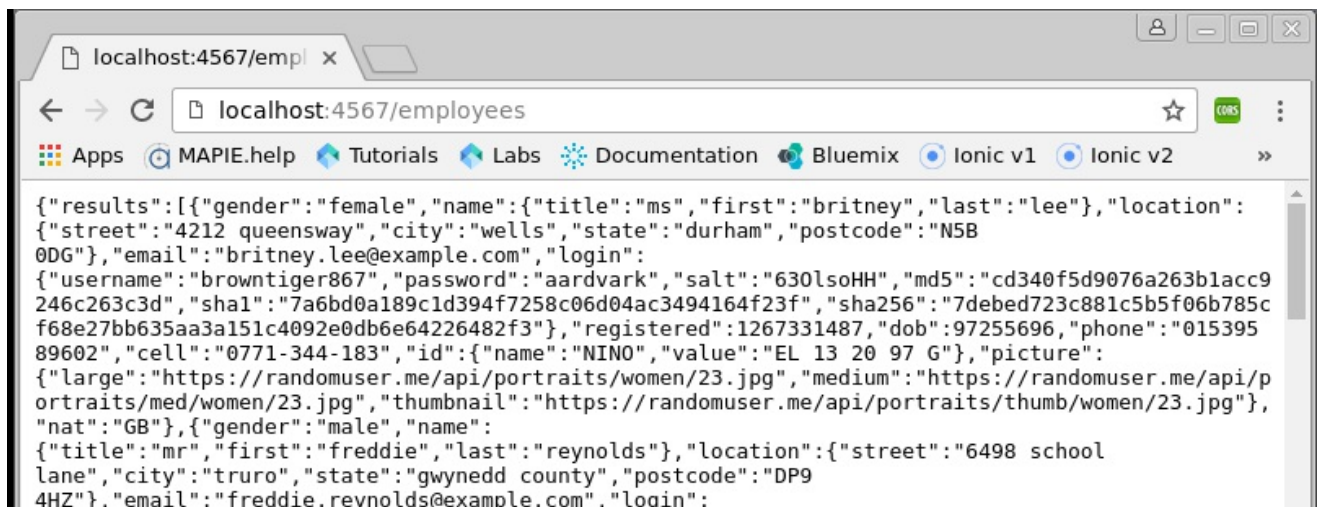 localhost:4567/empl
localhost:4567/employees
CORS
Apps MAPIE.help Tutorials Labs Documentation Bluemix Ionic v1 Ionic v2 »
{"results":[{"gender":"female","name":{"title":"ms","first":"britney","last":"lee"},"location":
{"street":"4212 queensway","city":"wells","state":"durham","postcode":"N5B
0DG"},"email":"britney.lee@example.com","login":
{"username":"browntiger867","password":"aardvark","salt":"63OlsoHH","md5":"cd340f5d9076a263b1acc9
246c263c3d","sha1":"7a6bd0a189c1d394f7258c06d04ac3494164f23f","sha256":"7debed723c881c5b5f06b785c
f68e27bb635aa3a151c4092e0db6e64226482f3"},"registered":1267331487,"dob":97255696,"phone":"015395
89602","cell":"0771-344-183","id":{"name":"NINO","value":"EL 13 20 97 G"},"picture":
{"large":"https://randomuser.me/api/portraits/women/23.jpg","medium":"https://randomuser.me/api/p
ortraits/med/women/23.jpg","thumbnail":"https://randomuser.me/api/portraits/thumb/women/23.jpg"},
"nat":"GB"},{"gender":"male","name":
{"title":"mr","first":"freddie","last":"reynolds"},"location":{"street":"6498 school
lane","city":"truro","state":"gwynedd county","postcode":"DP9
4HZ"},"email":"freddie.reynolds@example.com","login":